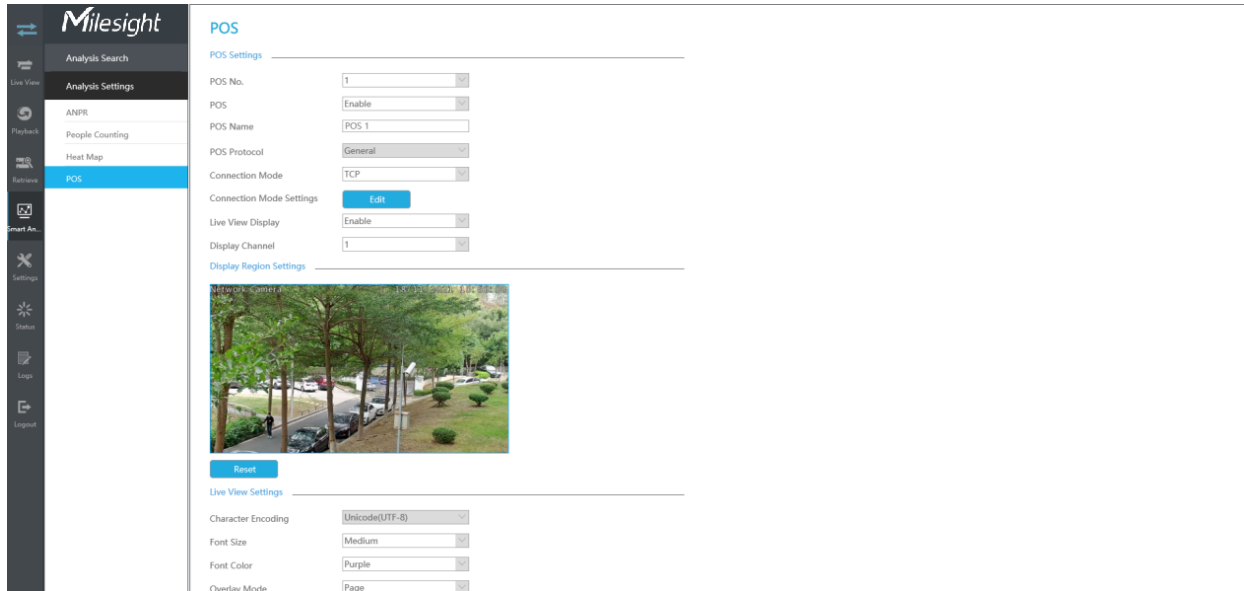 Milesight
Live View
Playback
Retrieve
Smart An...
Settings
Status
Logs
Logout
Analysis Search
Analysis Settings
ANPR
People Counting
Heat Map
POS
POS
POS Settings
POS No. 1
POS Enable
POS Name POS 1
POS Protocol General
Connection Mode TCP
Connection Mode Settings Edit
Live View Display Enable
Display Channel 1
Display Region Settings
Network Camera
Reset
Live View Settings
Character Encoding Unicode(UTF-8)
Font Size Medium
Font Color Purple
Overlay Mode Page